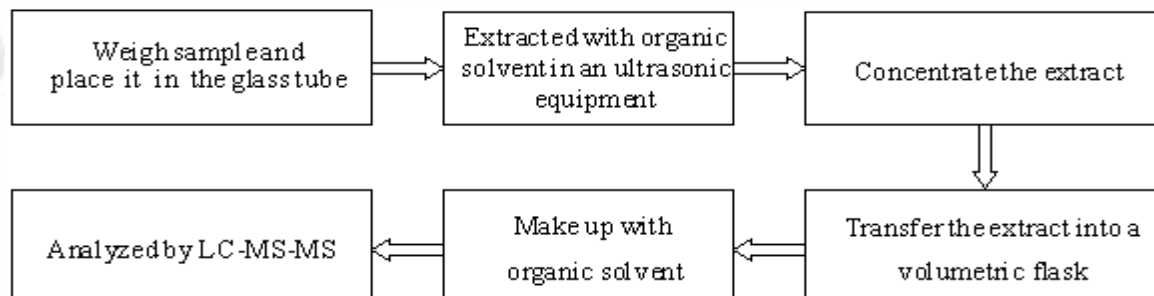 Weigh sample and
place it in the glass tube
Extracted with organic
solvent in an ultrasonic
equipment
Concentrate the extract
Transfer the extract into a
volumetric flask
Make up with
organic solvent
Analyzed by LC-MS-MS